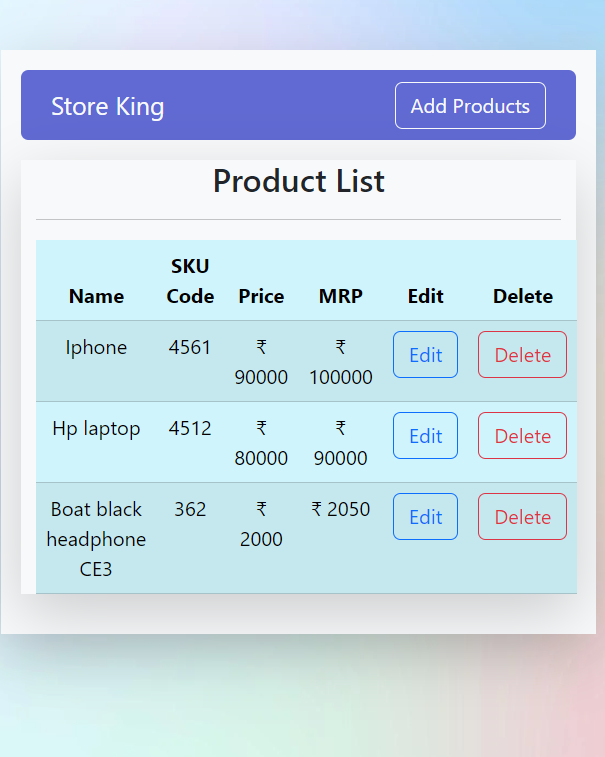 Store King
Add Products
Product List
Name SKU Code Price MRP Edit Delete
Iphone 4561 ₹ 90000 ₹ 100000 Edit Delete
Hp laptop 4512 ₹ 80000 ₹ 90000 Edit Delete
Boat black headphone CE3 362 ₹ 2000 ₹ 2050 Edit Delete